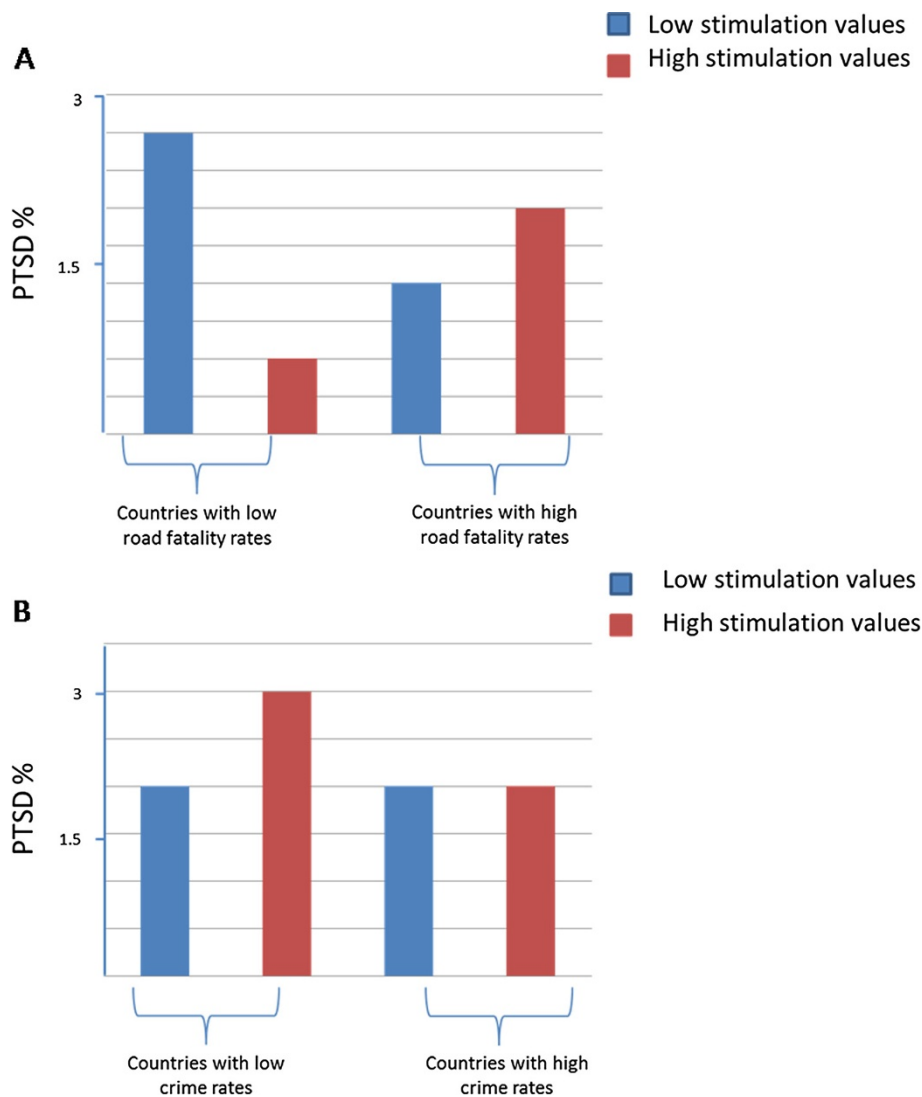 A
Low stimulation values
High stimulation values
3
1.5
PTSD %
Countries with low
road fatality rates
Countries with high
road fatality rates
B
Low stimulation values
High stimulation values
3
1.5
PTSD %
Countries with low
crime rates
Countries with high
crime rates